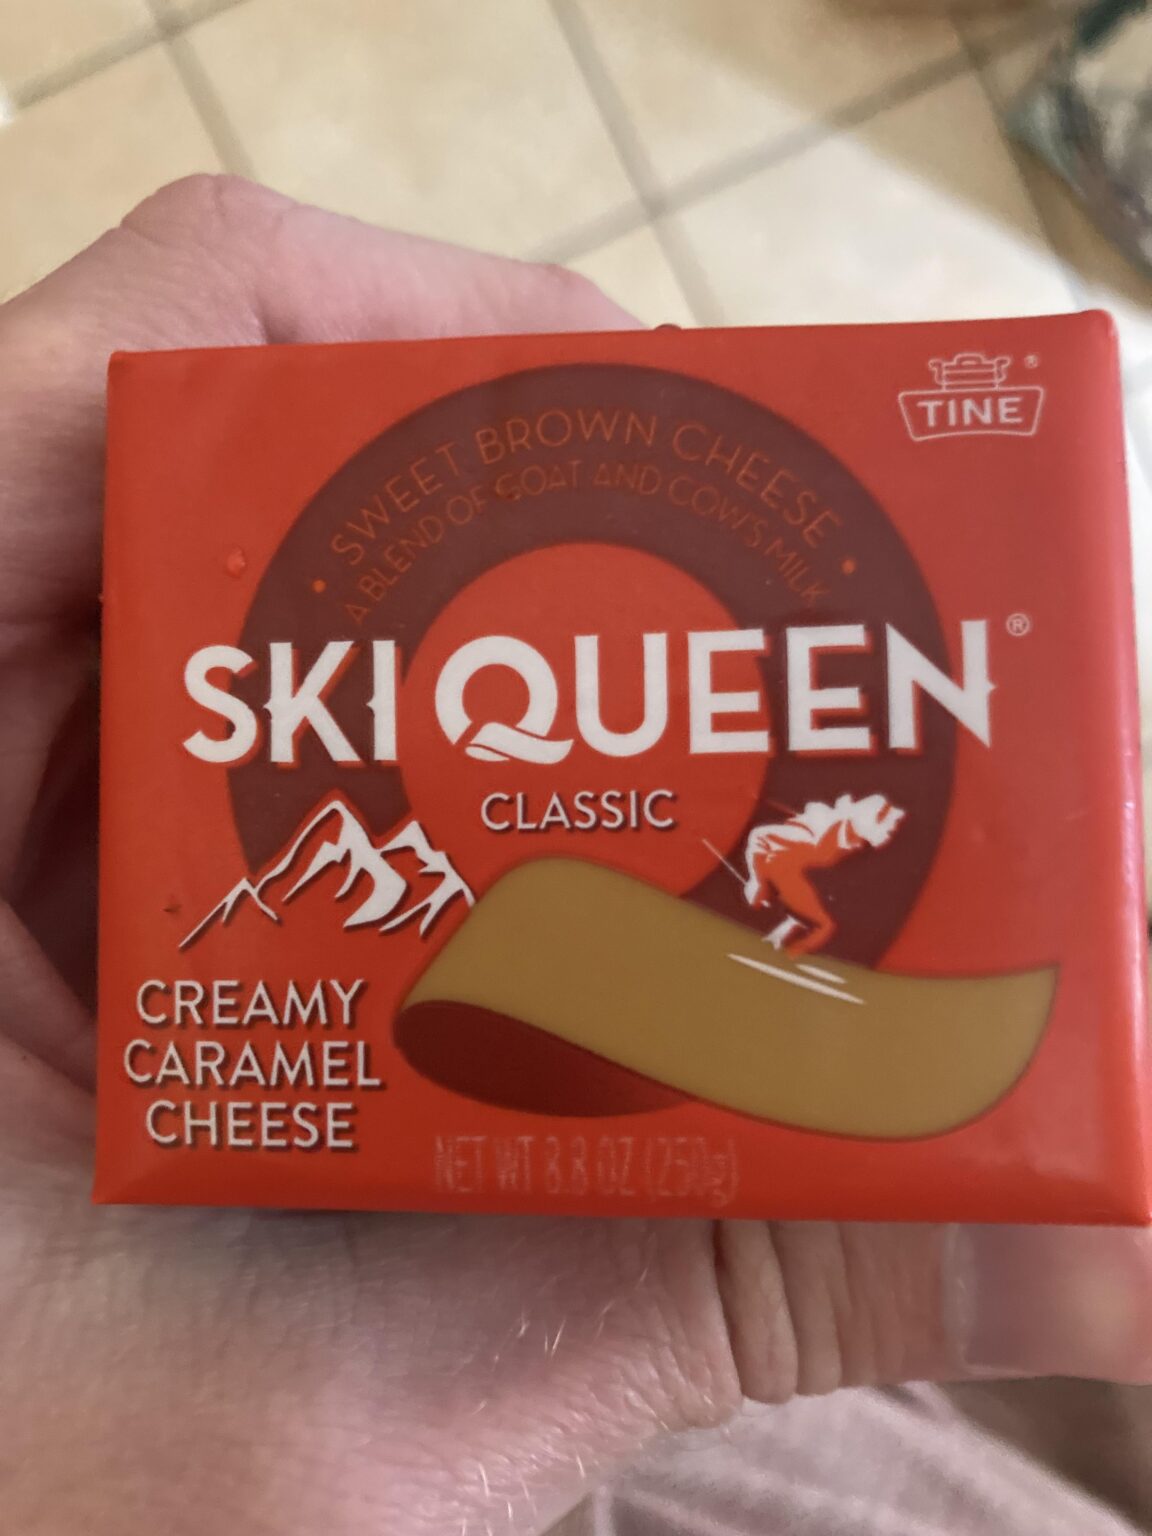 TINE ®
• SWEET BROWN CHEESE •
A BLEND OF GOAT AND COW'S MILK
SKI QUEEN ®
CLASSIC
CREAMY
CARAMEL
CHEESE
NET WT 8.8 OZ (250g)